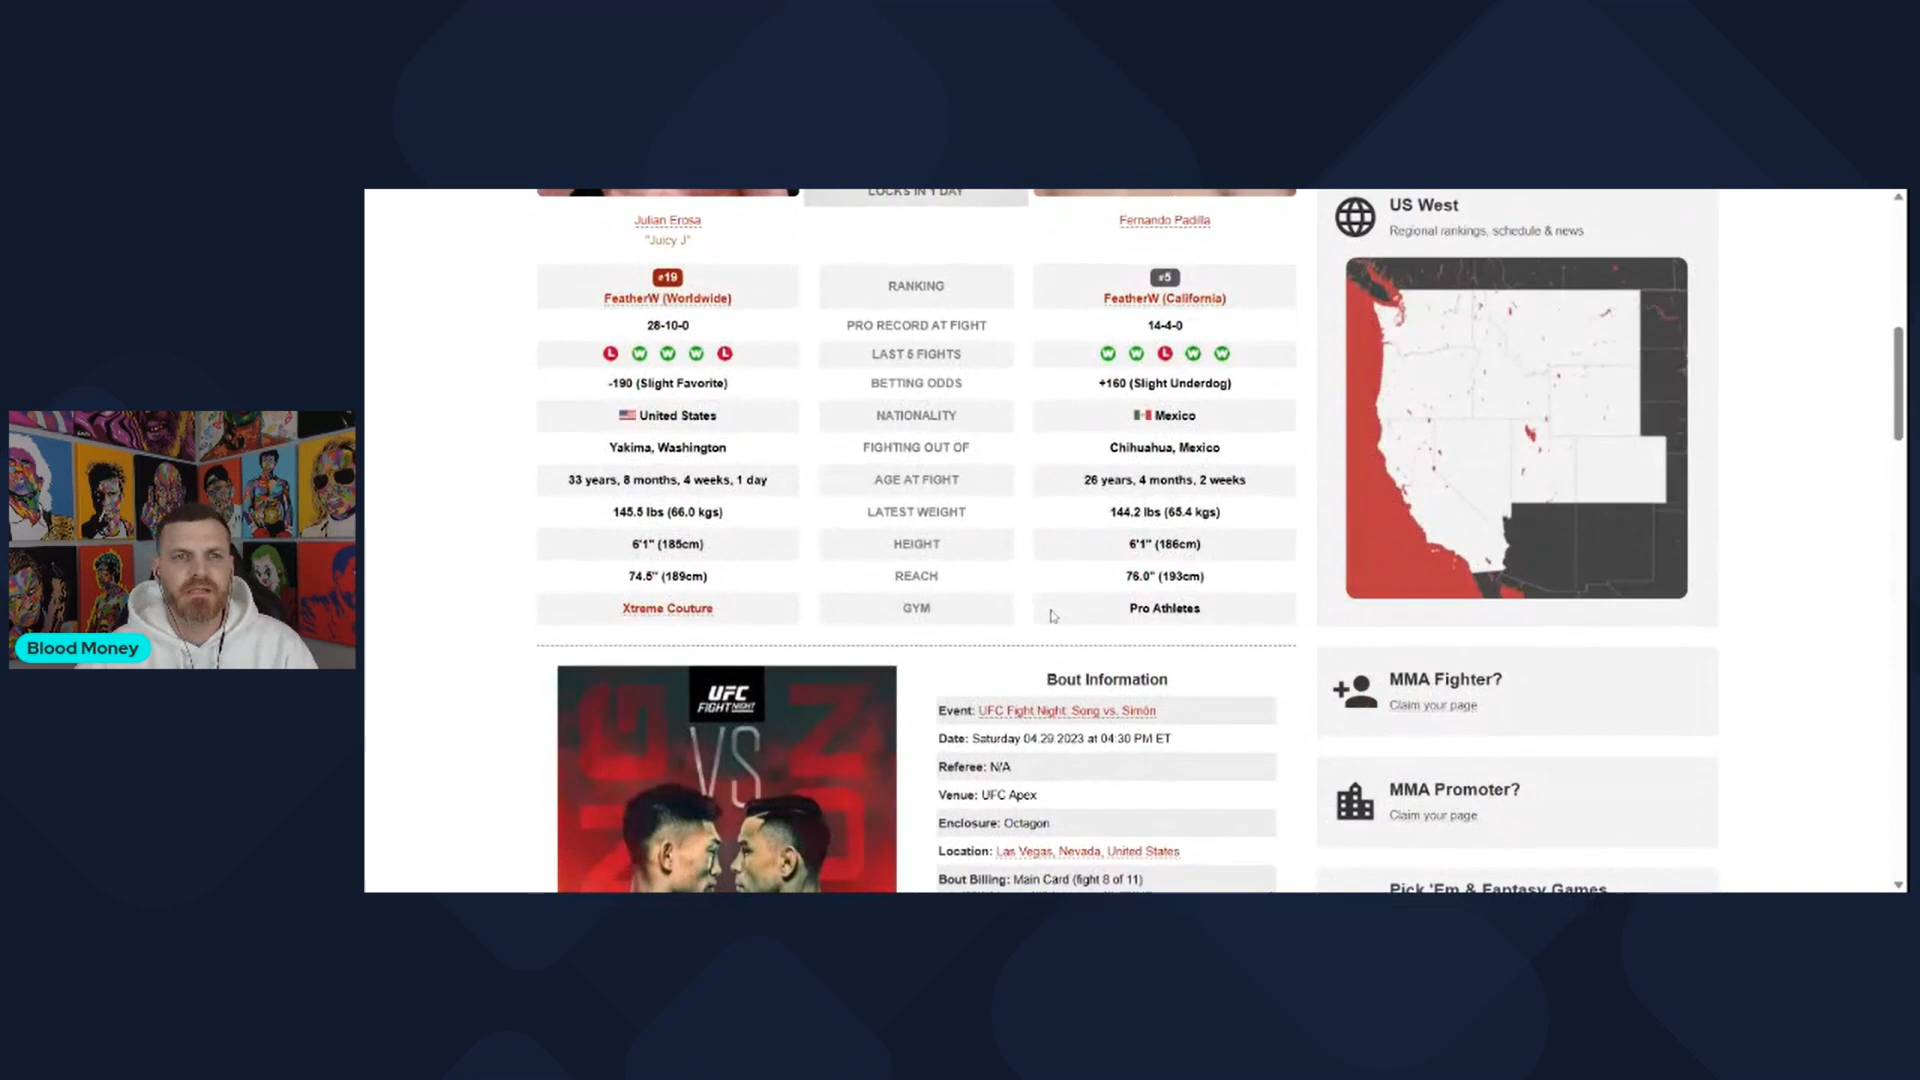 LOCKS IN 1 DAY
Julian Erosa
"Juicy J"
Fernando Padilla
#19
FeatherW (Worldwide)
RANKING
#5
FeatherW (California)
28-10-0
PRO RECORD AT FIGHT
14-4-0
L W W W L
LAST 5 FIGHTS
W W L W W
-190 (Slight Favorite)
BETTING ODDS
+160 (Slight Underdog)
United States
NATIONALITY
Mexico
Yakima, Washington
FIGHTING OUT OF
Chihuahua, Mexico
33 years, 8 months, 4 weeks, 1 day
AGE AT FIGHT
26 years, 4 months, 2 weeks
145.5 lbs (66.0 kgs)
LATEST WEIGHT
144.2 lbs (65.4 kgs)
6'1" (185cm)
HEIGHT
6'1" (186cm)
74.5" (189cm)
REACH
76.0" (193cm)
Xtreme Couture
GYM
Pro Athletes
UFC
FIGHT NIGHT
VS
Bout Information
Event: UFC Fight Night: Song vs. Simón
Date: Saturday 04.29.2023 at 04:30 PM ET
Referee: N/A
Venue: UFC Apex
Enclosure: Octagon
Location: Las Vegas, Nevada, United States
Bout Billing: Main Card (fight 8 of 11)
US West
Regional rankings, schedule & news
MMA Fighter?
Claim your page
MMA Promoter?
Claim your page
Pick 'Em & Fantasy Games
Blood Money